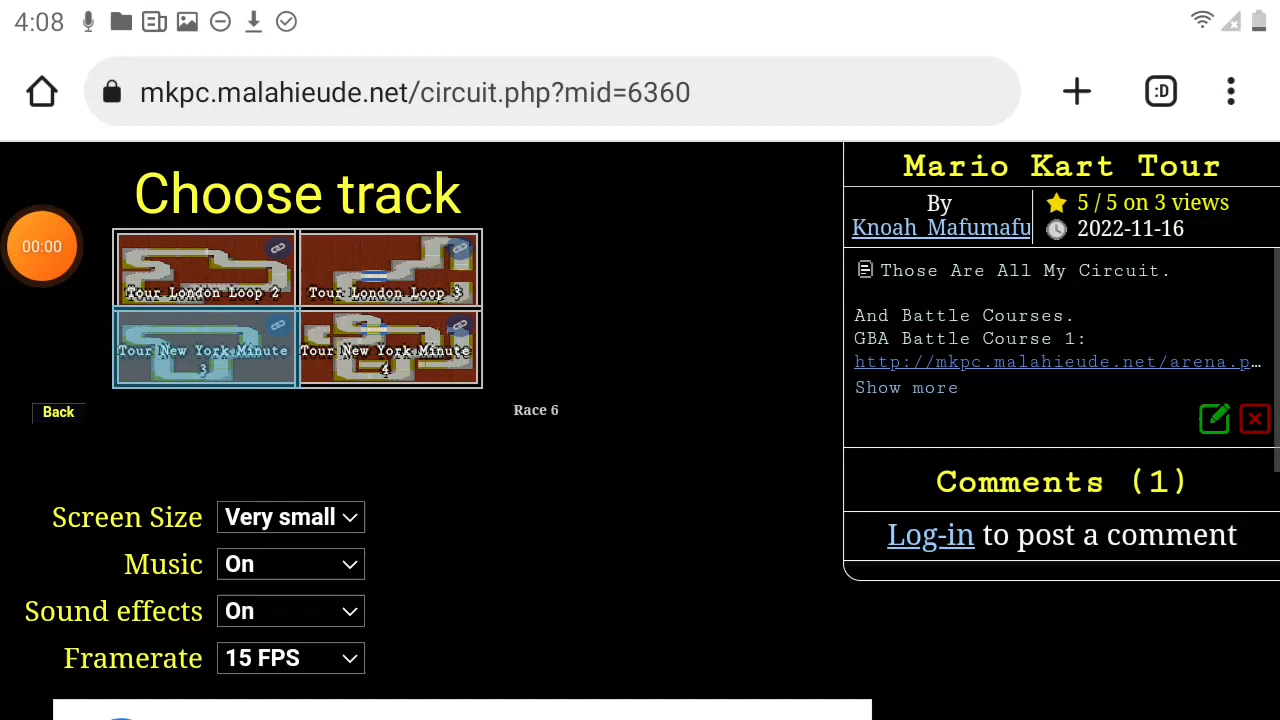 4:08
:D
mkpc.malahieude.net/circuit.php?mid=6360
00:00
Choose track
Tour London Loop 2
Tour London Loop 3
Tour New York Minute
3
Tour New York Minute
4
Back
Race 6
Screen Size
Very small
Music
On
Sound effects
On
Framerate
15 FPS
Mario Kart Tour
By
Knoah Mafumafu
5 / 5 on 3 views
2022-11-16
Those Are All My Circuit.
And Battle Courses.
GBA Battle Course 1:
http://mkpc.malahieude.net/arena.p…
Show more
Comments (1)
Log-in to post a comment